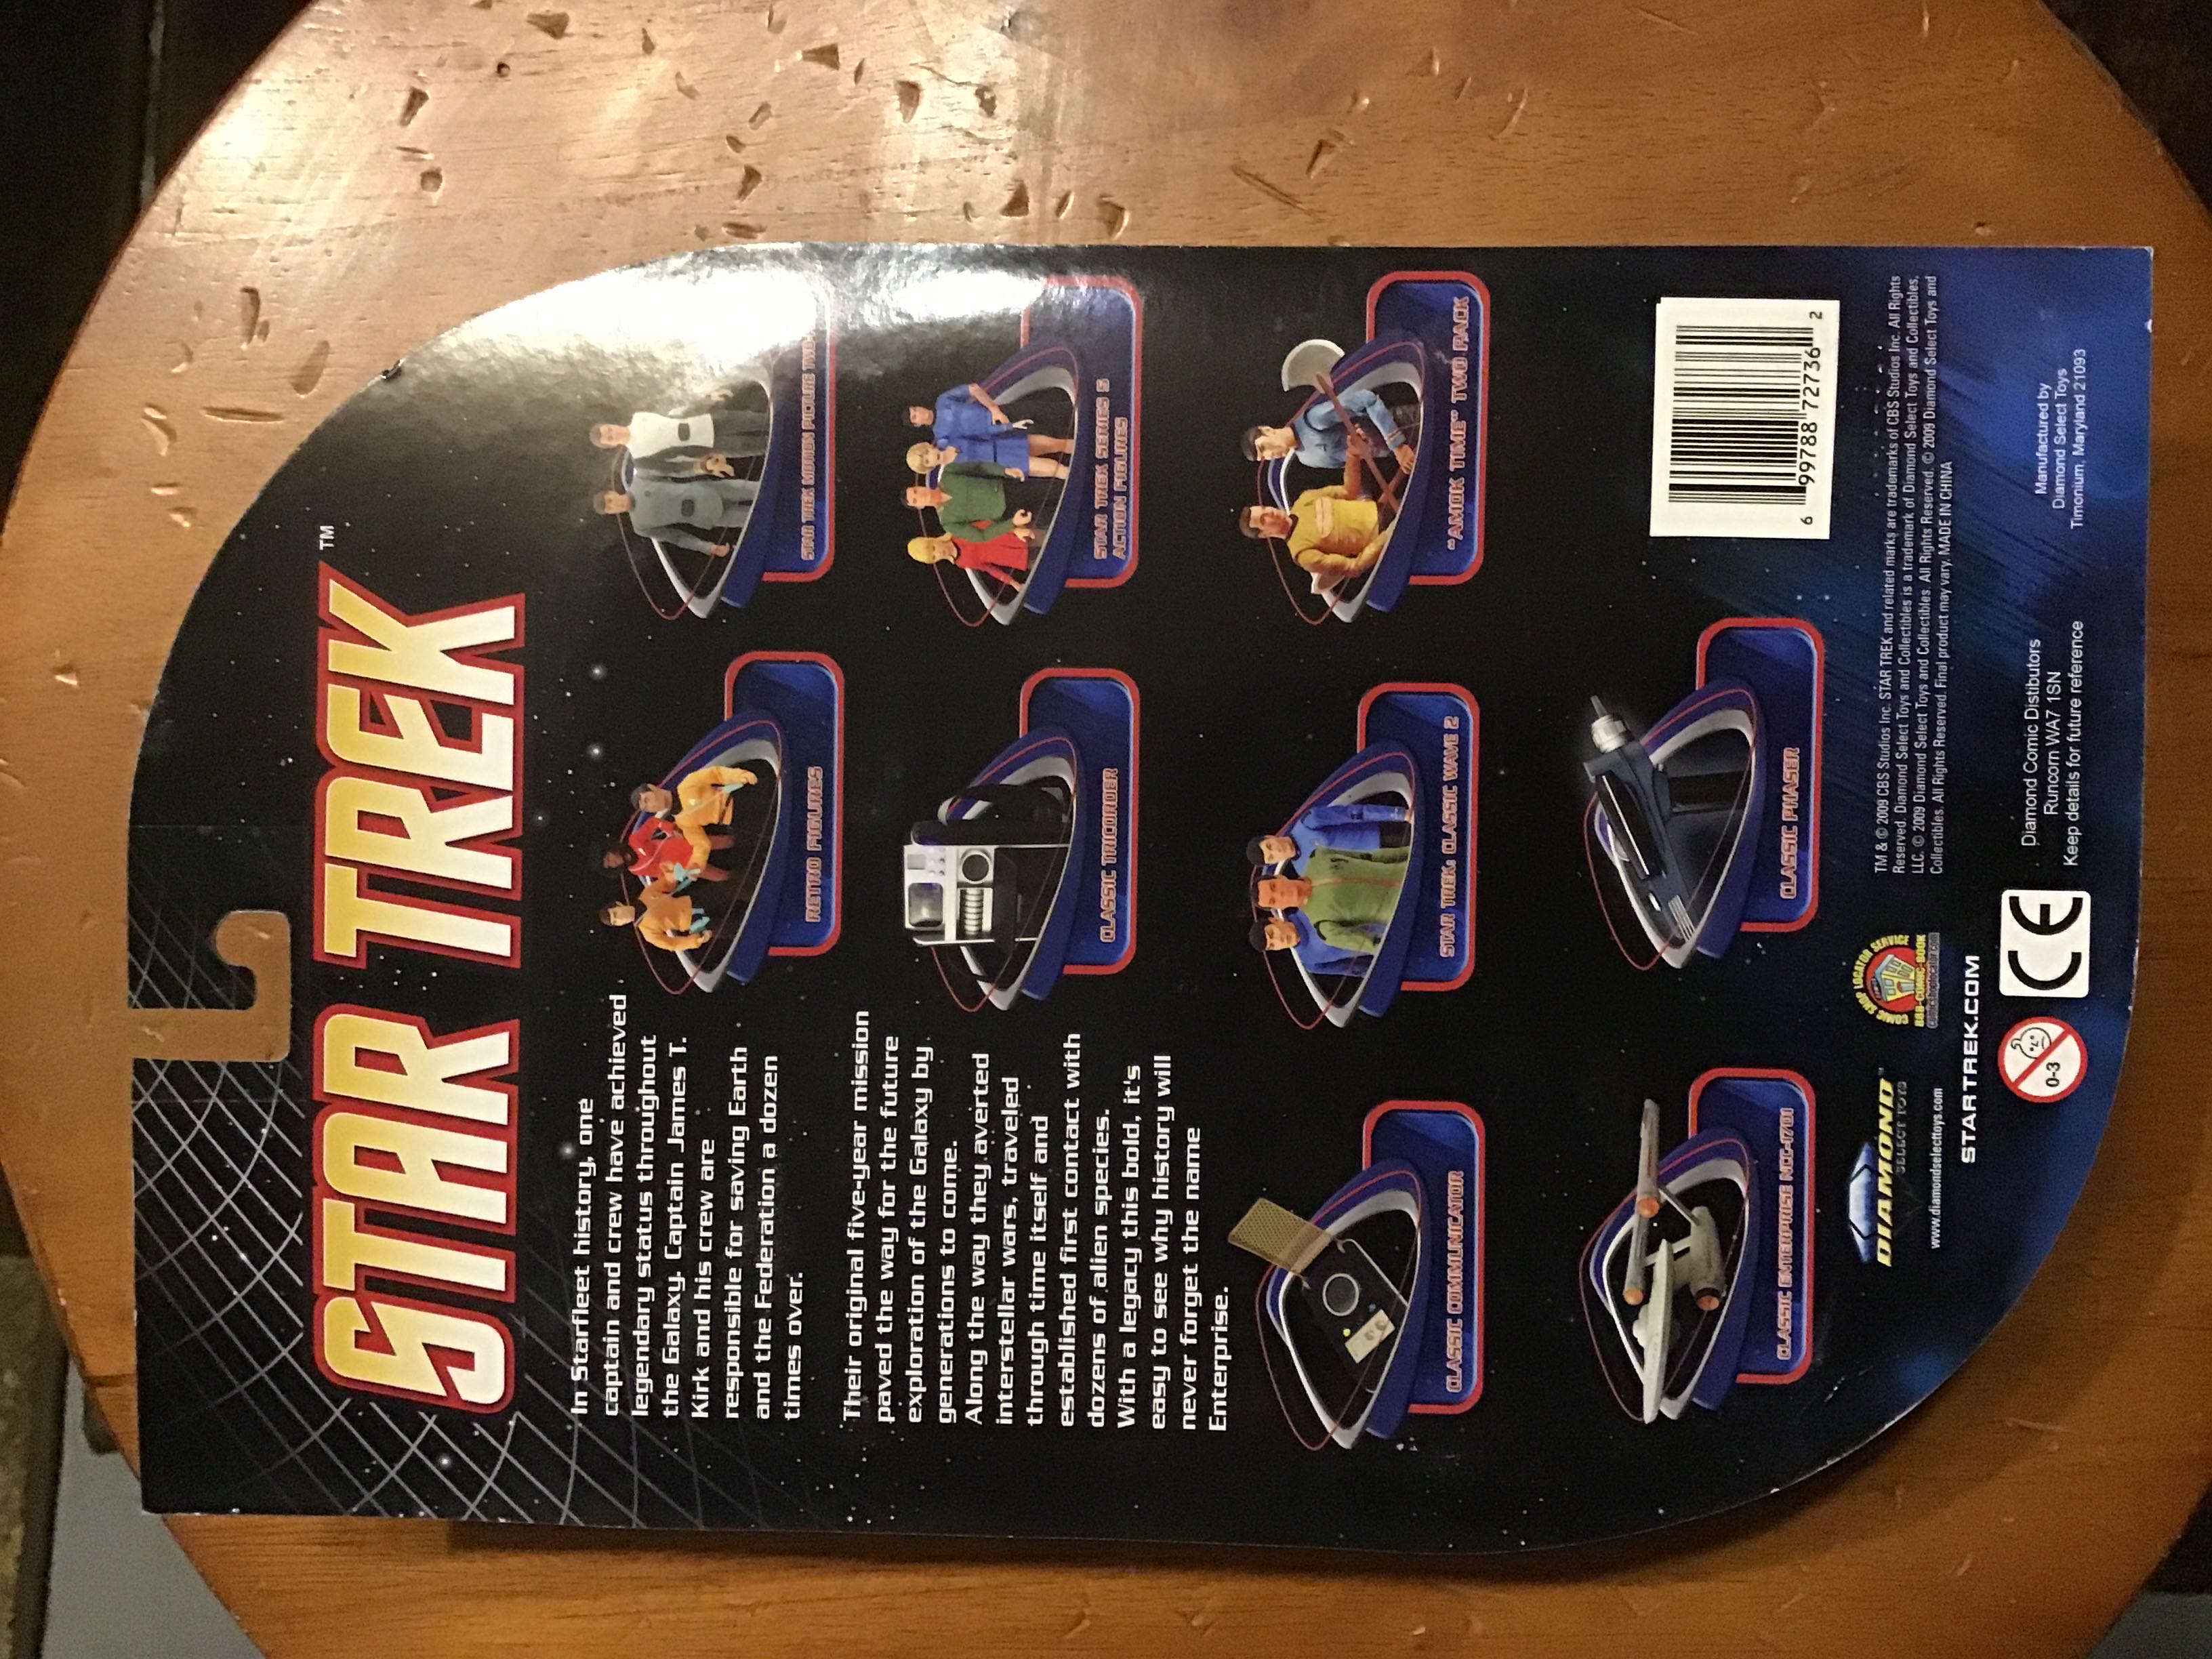 STAR TREK™
In Starfleet history, one
captain and crew have achieved
legendary status throughout
the Galaxy. Captain James T.
Kirk and his crew are
responsible for saving Earth
and the Federation a dozen
times over.
Their original five-year mission
paved the way for the future
exploration of the Galaxy by
generations to come.
Along the way they averted
interstellar wars, traveled
through time itself and
established first contact with
dozens of alien species.
With a legacy this bold, it's
easy to see why history will
never forget the name
Enterprise.
RETRO FIGURES
STAR TREK MOTION PICTURE TWO-
CLASSIC TRICORDER
STAR TREK SERIES 5
ACTION FIGURES
CLASSIC COMMUNICATOR
STAR TREK: CLASSIC WAVE 2
"AMOK TIME" TWO PACK
CLASSIC ENTERPRISE NCC-1701
CLASSIC PHASER
6 99788 72736 2
DIAMOND™
SELECT TOYS
www.diamondselecttoys.com
COMIC SHOP LOCATOR SERVICE
888-COMIC-BOOK
STARTREK.COM
TM & © 2009 CBS Studios Inc. STAR TREK and related marks are trademarks of CBS Studios Inc. All Rights
Reserved. Diamond Select Toys and Collectibles is a trademark of Diamond Select Toys and Collectibles,
LLC. © 2009 Diamond Select Toys and Collectibles. All Rights Reserved. © 2009 Diamond Select Toys and
Collectibles. All Rights Reserved. Final product may vary. MADE IN CHINA
0-3
CE
Diamond Comic Distibutors
Runcorn WA7 1SN
Keep details for future reference
Manufactured by
Diamond Select Toys
Timonium, Maryland 21093